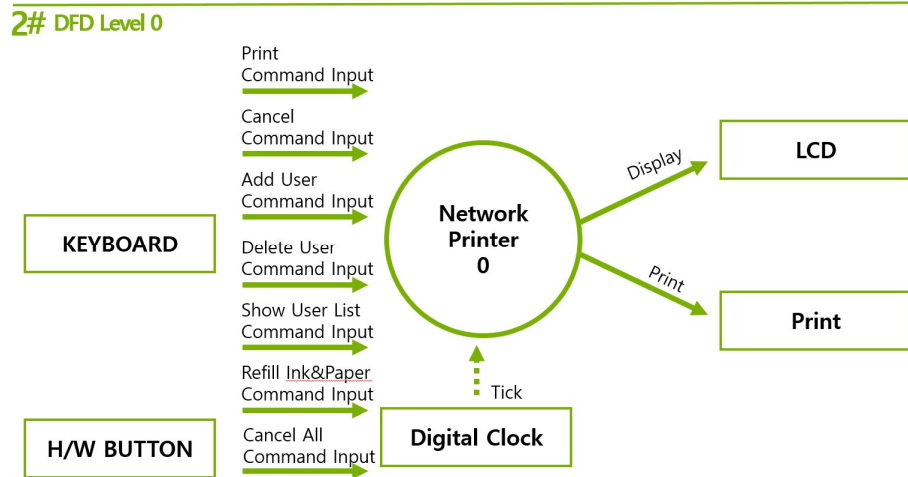 2# DFD Level 0
Print
Command Input
Cancel
Command Input
Add User
Command Input
Delete User
Command Input
Show User List
Command Input
Refill Ink&Paper
Command Input
Cancel All
Command Input
KEYBOARD
H/W BUTTON
Network
Printer
0
Tick
Digital Clock
Display
LCD
Print
Print